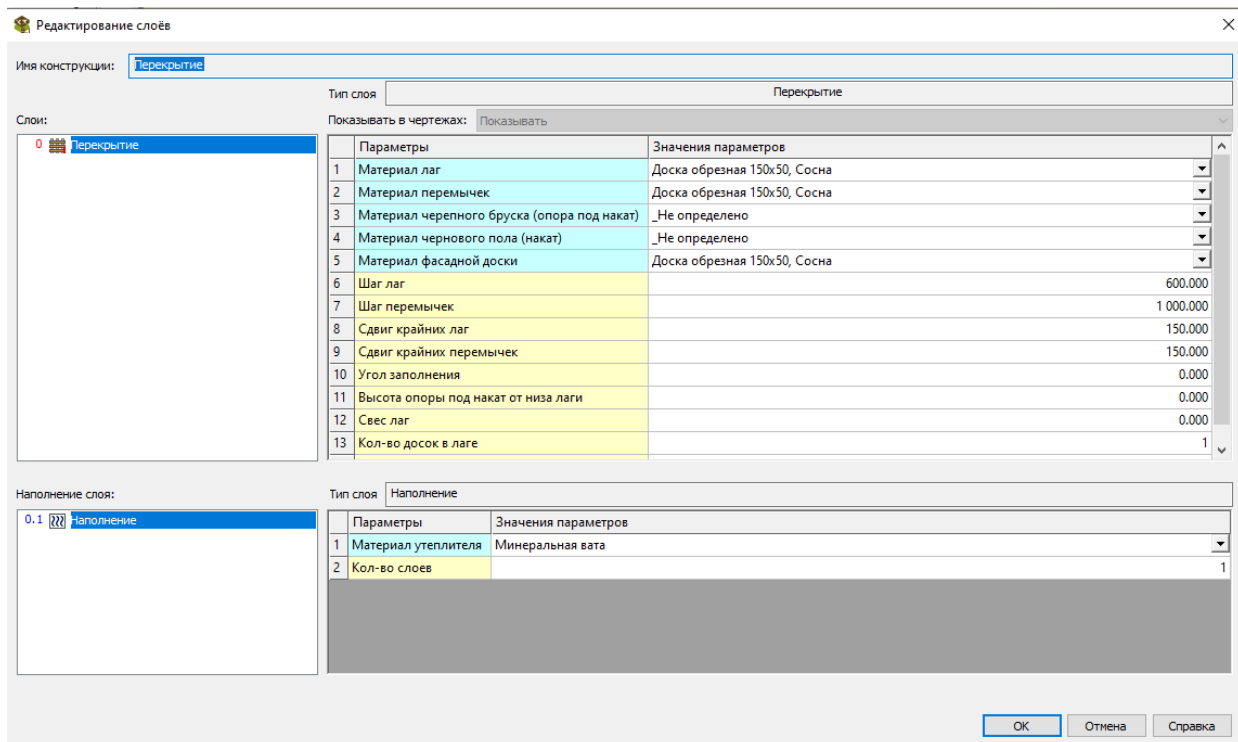 Редактирование слоёв
Имя конструкции: Перекрытие
Тип слоя Перекрытие
Слои: Показывать в чертежах: Показывать
0 Перекрытие
Параметры Значения параметров
1 Материал лаг Доска обрезная 150х50, Сосна
2 Материал перемычек Доска обрезная 150х50, Сосна
3 Материал черепного бруска (опора под накат) _Не определено
4 Материал чернового пола (накат) _Не определено
5 Материал фасадной доски Доска обрезная 150х50, Сосна
6 Шаг лаг 600.000
7 Шаг перемычек 1 000.000
8 Сдвиг крайних лаг 150.000
9 Сдвиг крайних перемычек 150.000
10 Угол заполнения 0.000
11 Высота опоры под накат от низа лаги 0.000
12 Свес лаг 0.000
13 Кол-во досок в лаге 1
Наполнение слоя: Тип слоя Наполнение
0.1 Наполнение
Параметры Значения параметров
1 Материал утеплителя Минеральная вата
2 Кол-во слоев 1
ОК Отмена Справка